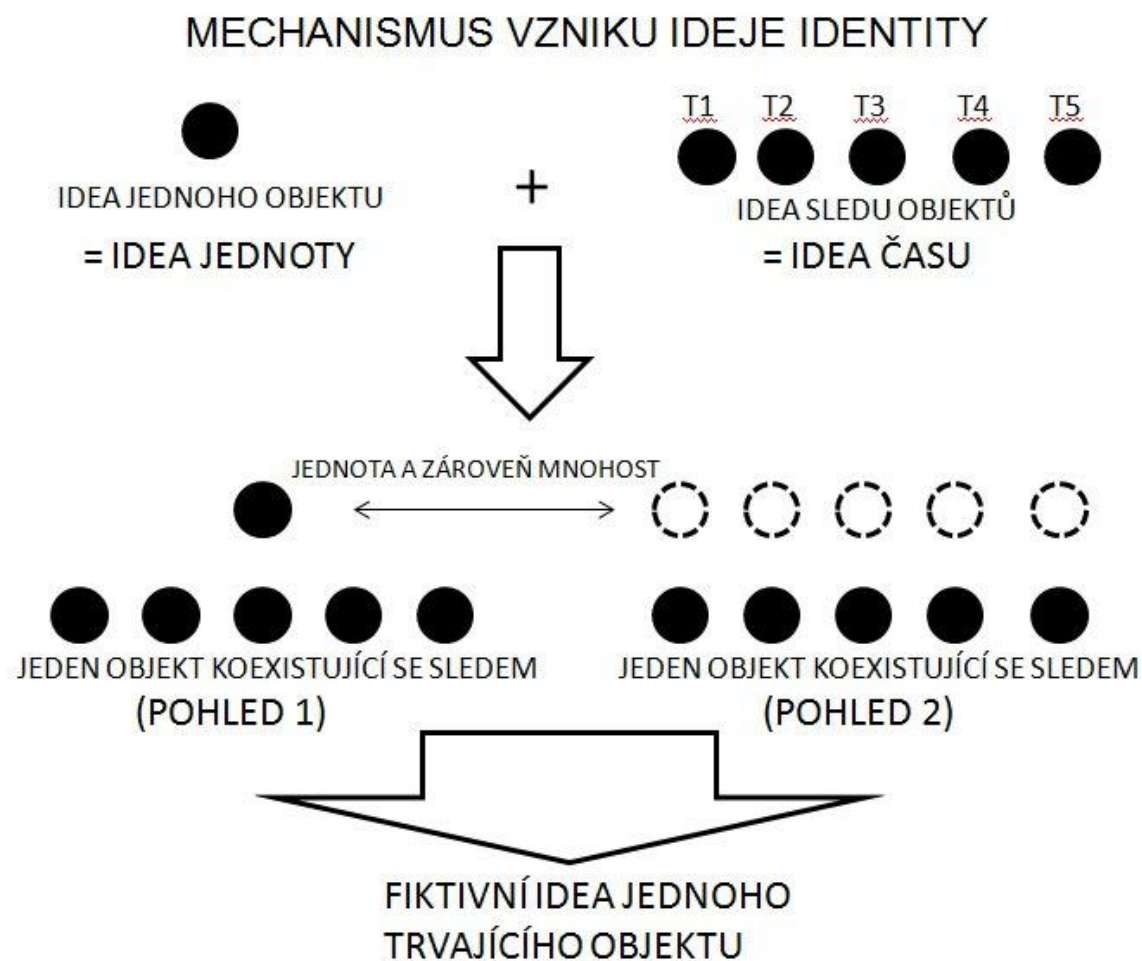 MECHANISMUS VZNIKU IDEJE IDENTITY
T1 T2 T3 T4 T5
IDEA JEDNOHO OBJEKTU
+
IDEA SLEDU OBJEKTŮ
= IDEA JEDNOTY
= IDEA ČASU
JEDNOTA A ZÁROVEŇ MNOHOST
JEDEN OBJEKT KOEXISTUJÍCÍ SE SLEDEM
(POHLED 1)
JEDEN OBJEKT KOEXISTUJÍCÍ SE SLEDEM
(POHLED 2)
FIKTIVNÍ IDEA JEDNOHO
TRVAJÍCÍHO OBJEKTU